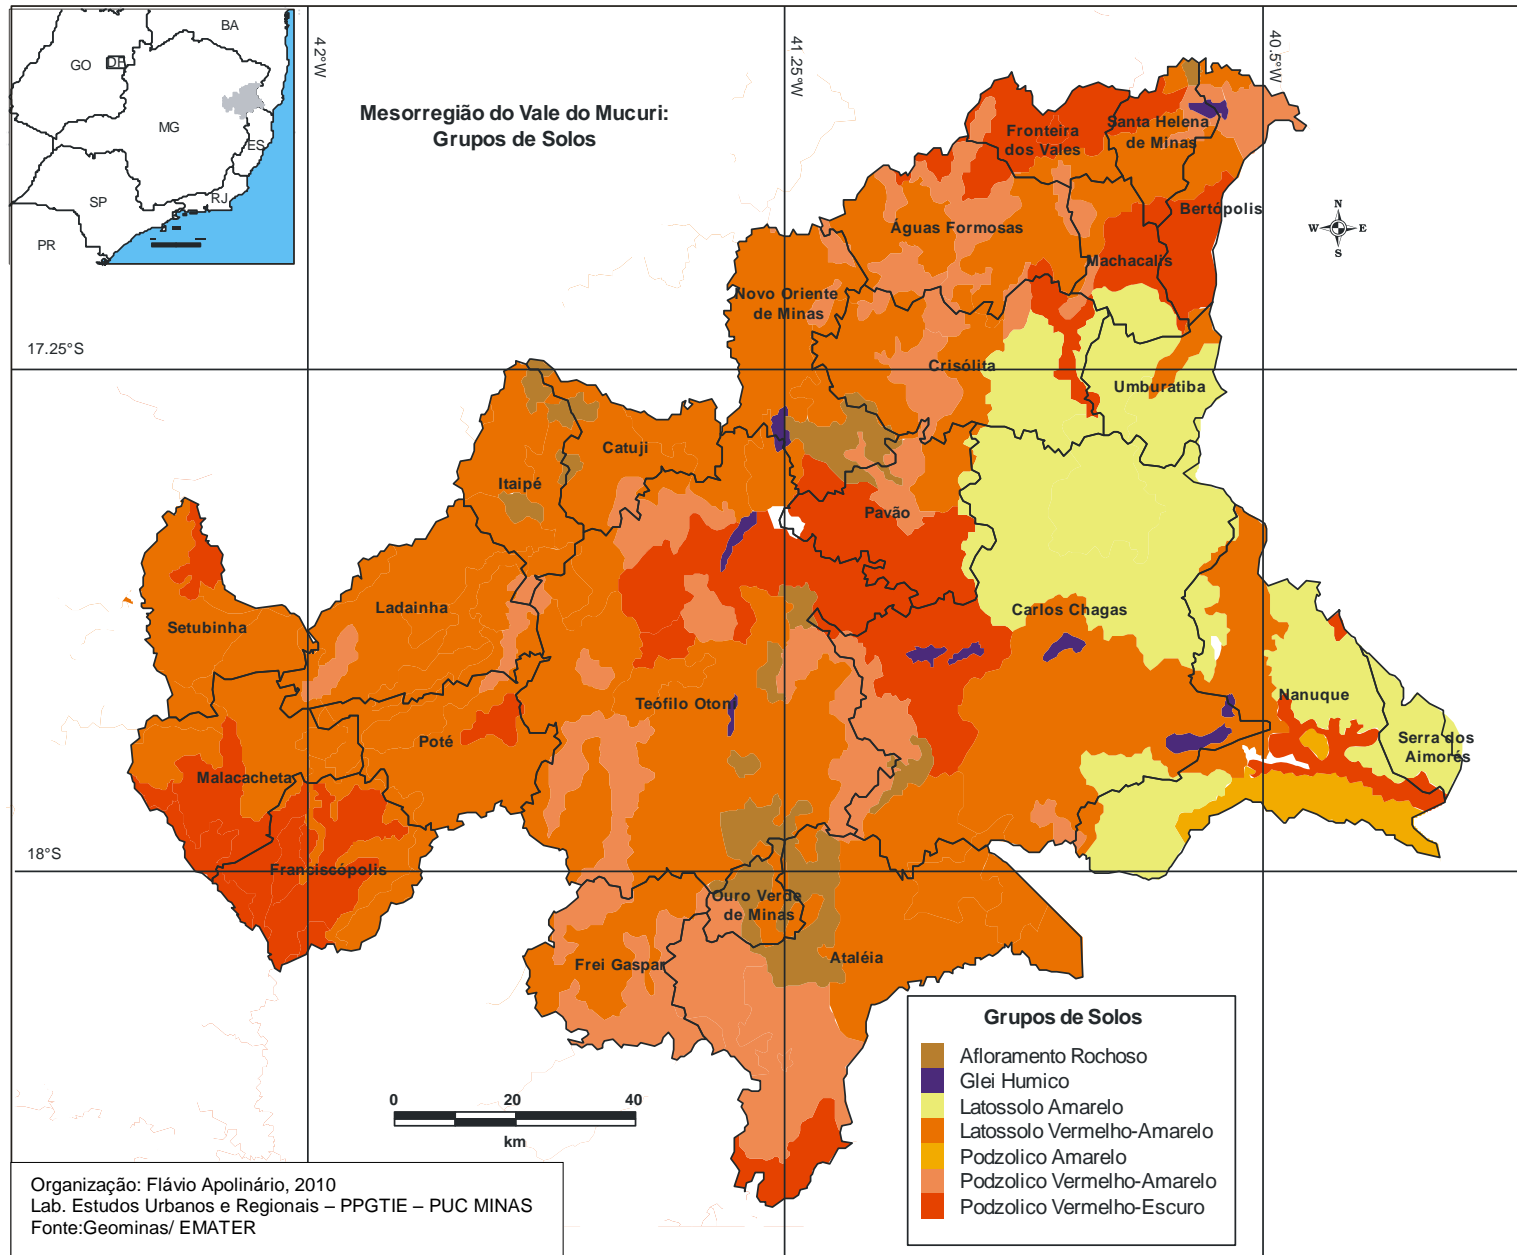 BA
GO
DF
MG
ES
SP
RJ
PR
42°W
41.25°W
40.5°W
Mesorregião do Vale do Mucuri:
Grupos de Solos
Fronteira
dos Vales
Santa Helena
de Minas
Bertópolis
Águas Formosas
Machacalis
N
W
E
S
Novo Oriente
de Minas
17.25°S
Crisólita
Umburatiba
Catuji
Itaipé
Pavão
Ladainha
Carlos Chagas
Setubinha
Teófilo Otoni
Nanuque
Poté
Serra dos
Aimorés
Malacacheta
18°S
Franciscópolis
Ouro Verde
de Minas
Frei Gaspar
Ataléia
Grupos de Solos
Afloramento Rochoso
Glei Humico
Latossolo Amarelo
Latossolo Vermelho-Amarelo
Podzolico Amarelo
Podzolico Vermelho-Amarelo
Podzolico Vermelho-Escuro
0 20 40
km
Organização: Flávio Apolinário, 2010
Lab. Estudos Urbanos e Regionais – PPGTIE – PUC MINAS
Fonte:Geominas/ EMATER